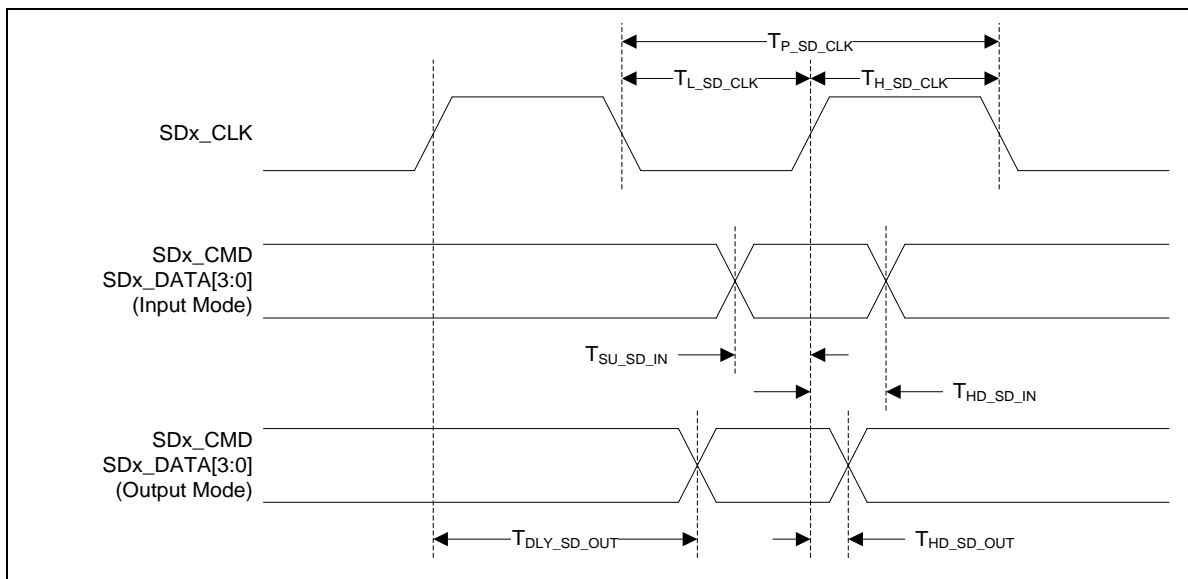 T_P_SD_CLK
T_L_SD_CLK
T_H_SD_CLK
SDx_CLK
SDx_CMD
SDx_DATA[3:0]
(Input Mode)
T_SU_SD_IN
T_HD_SD_IN
SDx_CMD
SDx_DATA[3:0]
(Output Mode)
T_DLY_SD_OUT
T_HD_SD_OUT